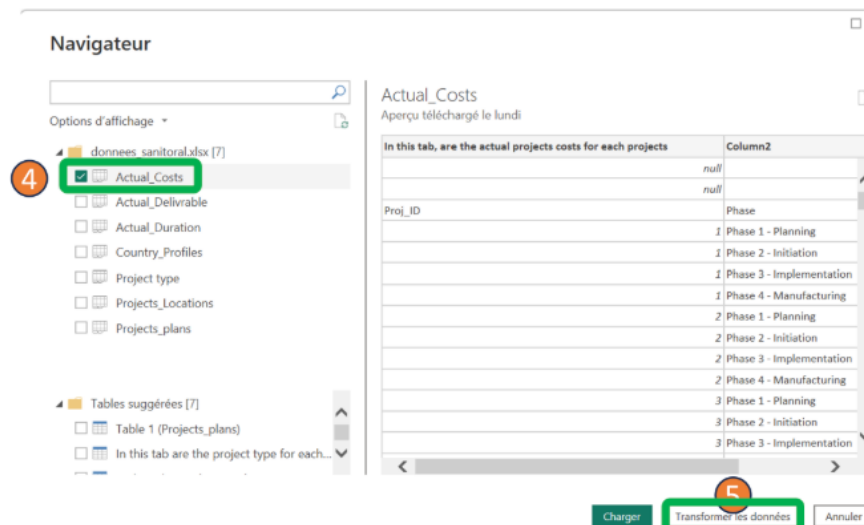 Navigateur
Options d'affichage
donnees_sanitoral.xlsx [7]
4
Actual_Costs
Actual_Delivrable
Actual_Duration
Country_Profiles
Project type
Projects_Locations
Projects_plans
Tables suggérées [7]
Table 1 (Projects_plans)
In this tab are the project type for each...
Actual_Costs
Aperçu téléchargé le lundi
In this tab, are the actual projects costs for each projects Column2
null
null
Proj_ID Phase
1 Phase 1 - Planning
1 Phase 2 - Initiation
1 Phase 3 - Implementation
1 Phase 4 - Manufacturing
2 Phase 1 - Planning
2 Phase 2 - Initiation
2 Phase 3 - Implementation
2 Phase 4 - Manufacturing
3 Phase 1 - Planning
3 Phase 2 - Initiation
3 Phase 3 - Implementation
5
Charger Transformer les données Annuler